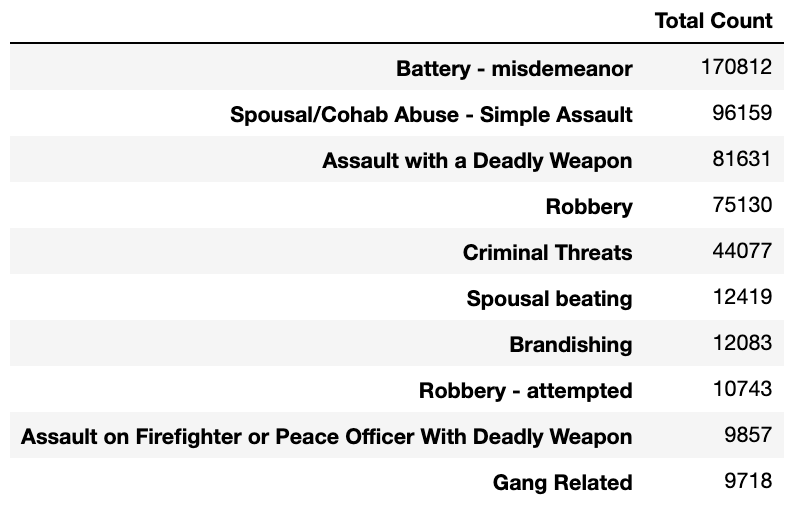 Total Count
Battery - misdemeanor 170812
Spousal/Cohab Abuse - Simple Assault 96159
Assault with a Deadly Weapon 81631
Robbery 75130
Criminal Threats 44077
Spousal beating 12419
Brandishing 12083
Robbery - attempted 10743
Assault on Firefighter or Peace Officer With Deadly Weapon 9857
Gang Related 9718